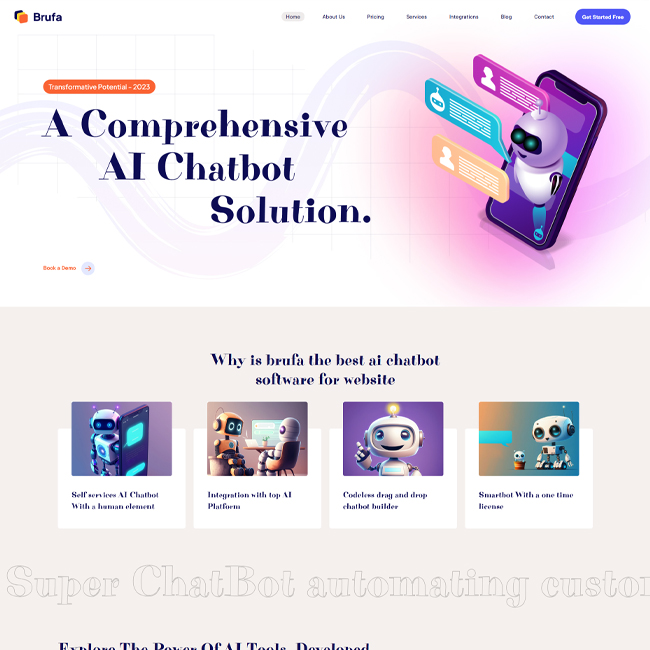 Brufa
Home About Us Pricing Services Integrations Blog Contact Get Started Free
Transformative Potential - 2023
A Comprehensive
AI Chatbot
Solution.
Book a Demo
Why is brufa the best ai chatbot
software for website
Self services AI Chatbot
With a human element
Integration with top AI
Platform
Codeless drag and drop
chatbot builder
Smartbot With a one time
license
Super ChatBot automating custo
Explore The Power Of AI Tools, Developed